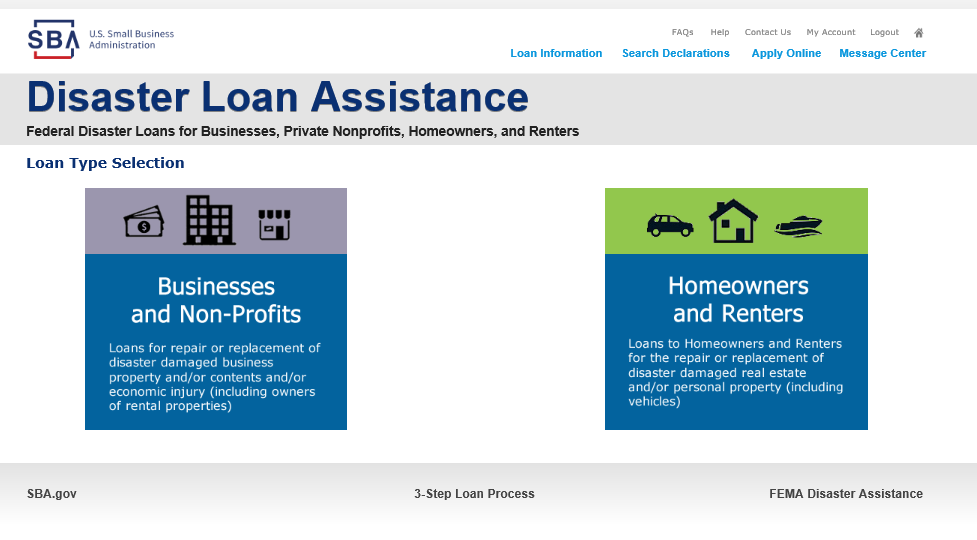 SBA U.S. Small Business
Administration
FAQs Help Contact Us My Account Logout
Loan Information Search Declarations Apply Online Message Center
Disaster Loan Assistance
Federal Disaster Loans for Businesses, Private Nonprofits, Homeowners, and Renters
Loan Type Selection
$
Businesses
and Non-Profits
Loans for repair or replacement of
disaster damaged business
property and/or contents and/or
economic injury (including owners
of rental properties)
Homeowners
and Renters
Loans to Homeowners and Renters
for the repair or replacement of
disaster damaged real estate
and/or personal property (including
vehicles)
SBA.gov 3-Step Loan Process FEMA Disaster Assistance